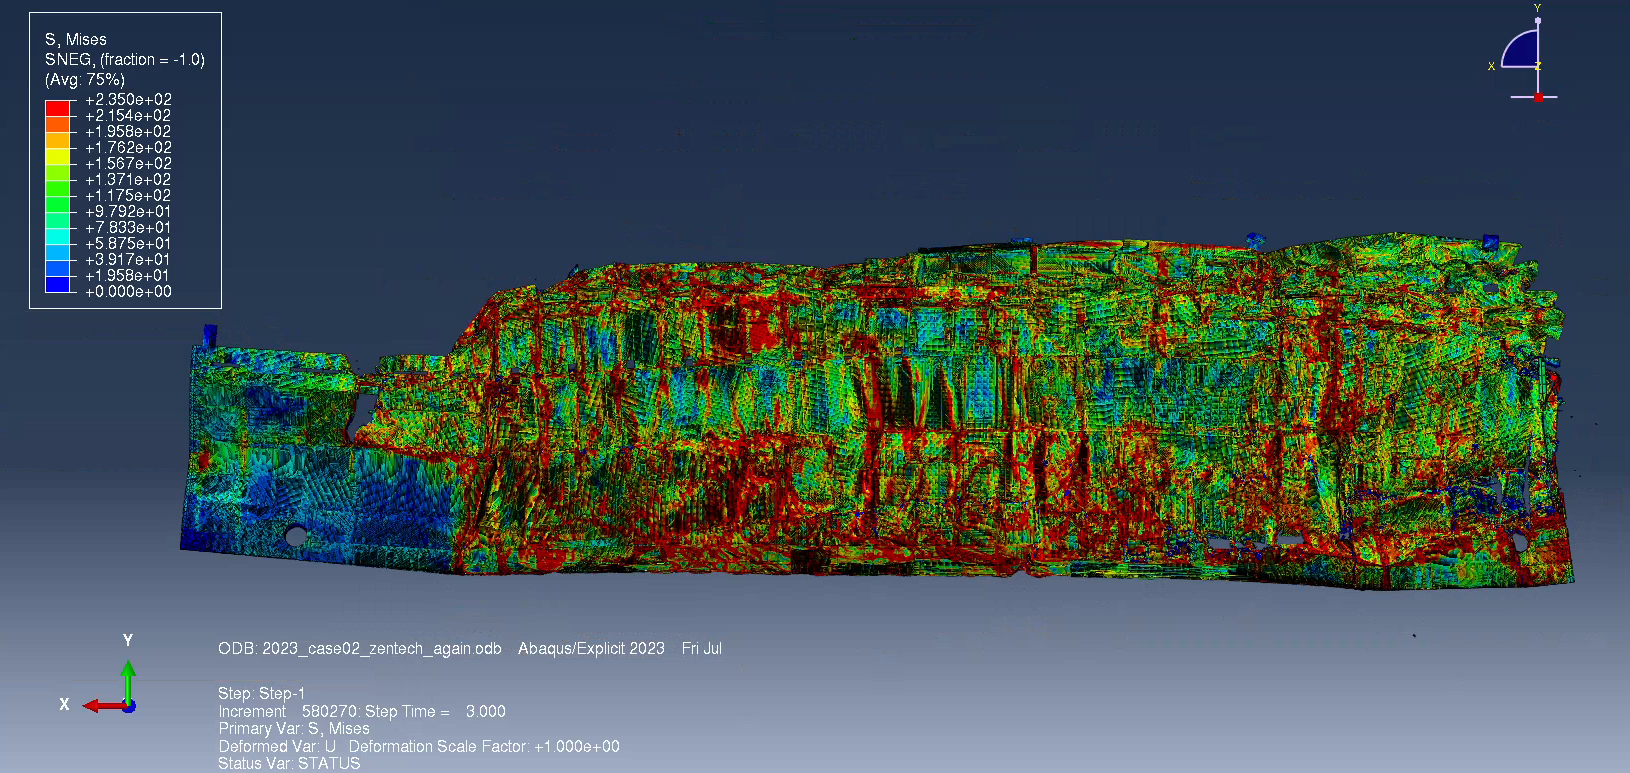 S, Mises
SNEG, (fraction = -1.0)
(Avg: 75%)
+2.350e+02
+2.154e+02
+1.958e+02
+1.762e+02
+1.567e+02
+1.371e+02
+1.175e+02
+9.792e+01
+7.833e+01
+5.875e+01
+3.917e+01
+1.958e+01
+0.000e+00
Y
X Z
Y
X
ODB: 2023_case02_zentech_again.odb Abaqus/Explicit 2023 Fri Jul
Step: Step-1
Increment 580270: Step Time = 3.000
Primary Var: S, Mises
Deformed Var: U Deformation Scale Factor: +1.000e+00
Status Var: STATUS